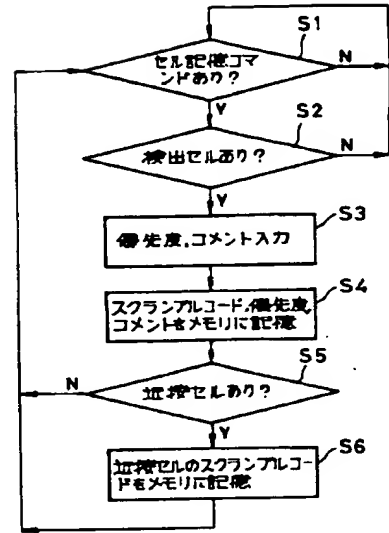 S1
セル記憶コマ
ンドあり?
N
Y
S2
検出セルあり?
N
Y
S3
優先度,コメント入力
S4
スクランブルコード,優先度,
コメントをメモリに記憶
S5
N
近接セルあり?
Y
S6
近接セルのスクランブルコー
ドをメモリに記憶